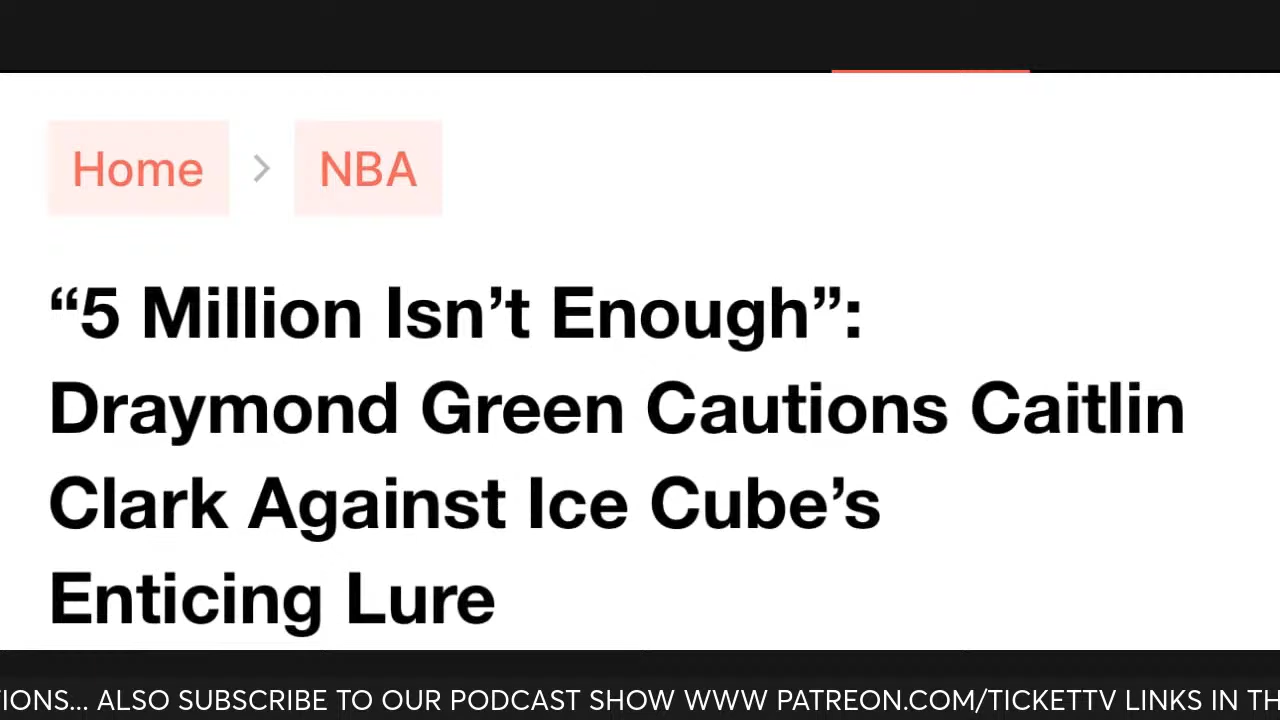 Home > NBA
“5 Million Isn’t Enough”:
Draymond Green Cautions Caitlin
Clark Against Ice Cube’s
Enticing Lure
IONS... ALSO SUBSCRIBE TO OUR PODCAST SHOW WWW PATREON.COM/TICKETTV LINKS IN TH